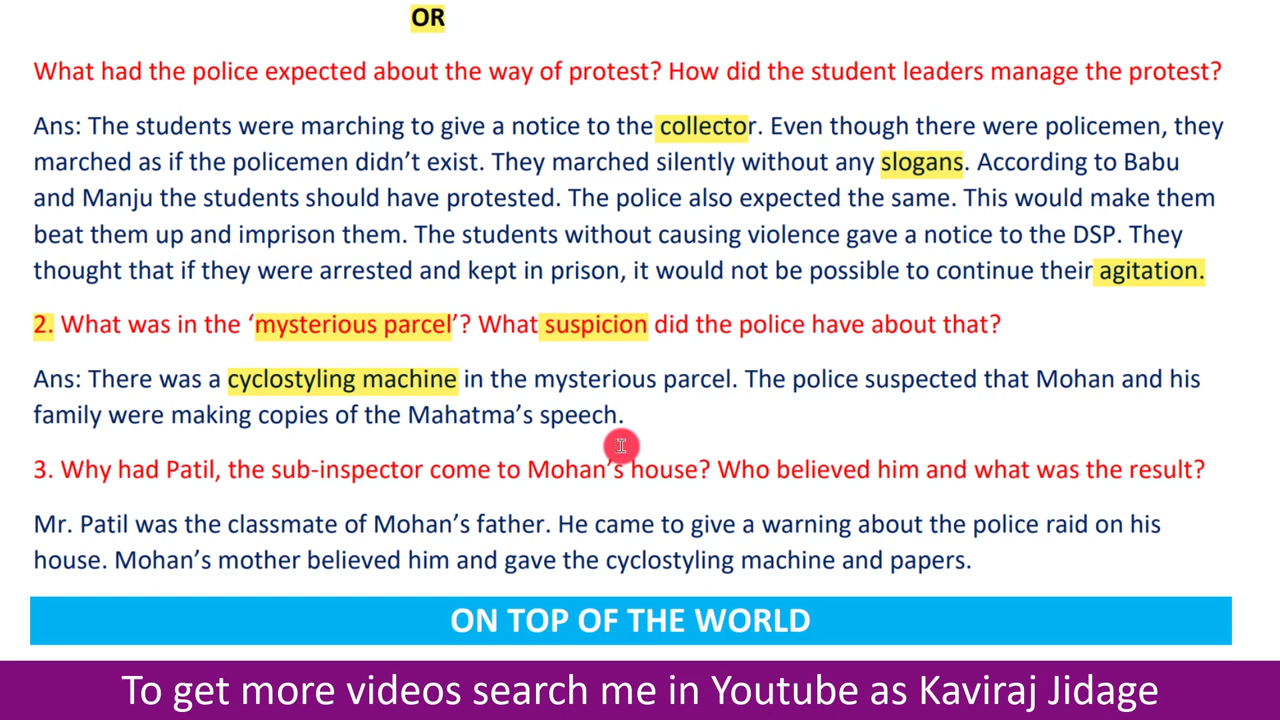 OR
What had the police expected about the way of protest? How did the student leaders manage the protest?
Ans: The students were marching to give a notice to the collector. Even though there were policemen, they
marched as if the policemen didn’t exist. They marched silently without any slogans. According to Babu
and Manju the students should have protested. The police also expected the same. This would make them
beat them up and imprison them. The students without causing violence gave a notice to the DSP. They
thought that if they were arrested and kept in prison, it would not be possible to continue their agitation.
2. What was in the ‘mysterious parcel’? What suspicion did the police have about that?
Ans: There was a cyclostyling machine in the mysterious parcel. The police suspected that Mohan and his
family were making copies of the Mahatma’s speech.
3. Why had Patil, the sub-inspector come to Mohan’s house? Who believed him and what was the result?
Mr. Patil was the classmate of Mohan’s father. He came to give a warning about the police raid on his
house. Mohan’s mother believed him and gave the cyclostyling machine and papers.
ON TOP OF THE WORLD
To get more videos search me in Youtube as Kaviraj Jidage